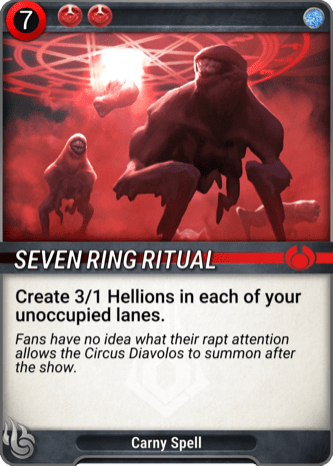 7
SEVEN RING RITUAL
Create 3/1 Hellions in each of your
unoccupied lanes.
Fans have no idea what their rapt attention
allows the Circus Diavolos to summon after
the show.
Carny Spell